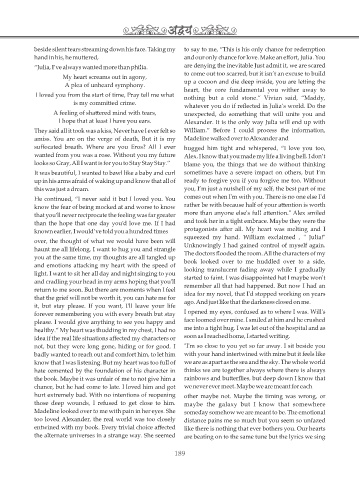 अद्वय
beside silent tears streaming down his face. Taking my
hand in his, he muttered,
"Julia, I've always wanted more than philia.
My heart screams out in agony,
A plea of unheard symphony.
I loved you from the start of time, Pray tell me what
is my committed crime.
A feeling of shattered mind with tears,
I hope that at least I have you ears.
They said all it took was a kiss, Never have I ever felt so
amiss. You are on the verge of death, But it is my
suffocated breath. Where are you Eros? All I ever
wanted from you was a rose. Without you my future
looks so Gray, All I want is for you to Stay Stay Stay."
It was beautiful, I wanted to bawl like a baby and curl
up in his arms afraid of waking up and know that all of
this was just a dream.
He continued, "I never said it but I loved you. You
know the fear of being mocked at and worse to know
that you'll never reciprocate the feeling was far greater
than the hope that one day you'd love me. If I had
known earlier, I would've told you a hundred times
over, the thought of what we would have been will
haunt me all lifelong, I want to hug you and strangle
you at the same time, my thoughts are all tangled up
and emotions attacking my heart with the speed of
light. I want to sit her all day and night singing to you
and cradling your head in my arms hoping that you'll
return to me soon. But there are moments when I feel
that the grief will not be worth it, you can hate me for
it, but stay please. If you want, I'll leave your life
forever remembering you with every breath but stay
please. I would give anything to see you happy and
healthy." My heart was thudding in my chest, I had no
idea if the real life situations affected my characters or
not, but they were long gone, hiding or for good. I
badly wanted to reach out and comfort him, to let him
know that I was listening. But my heart was too full of
hate cemented by the foundation of his character in
the book. Maybe it was unfair of me to not give him a
chance, but he had come to late. I loved him and got
hurt extremely bad. With no intentions of reopening
those deep wounds, I refused to get close to him.
Madeline looked over to me with pain in her eyes. She
too loved Alexander, the real world was too closely
entwined with my book. Every trivial choice affected
the alternate universes in a strange way. She seemed
to say to me, "This is his only chance for redemption
and our only chance for love. Make an effort, Julia. You
are denying the inevitable Just admit it, we are scared
to come out too scarred, but it isn't an excuse to build
up a cocoon and die deep inside, you are letting the
heart, the core fundamental you wither away to
nothing but a cold stone." Vivian said, "Maddy,
whatever you do if reflected in Julia's world. Do the
unexpected, do something that will unite you and
Alexander. It is the only way Julia will end up with
William." Before I could process the information,
Madeline walked over to Alexander and
hugged him tight and whispered, "I love you too,
Alex. I know that you made my life a living hell. I don't
blame you, the things that we do without thinking
sometimes have a severe impact on others, but I'm
ready to forgive you if you forgive me too. Without
you, I'm just a nutshell of my self, the best part of me
comes out when I'm with you. There is no one else I'd
rather be with because half of your attention is worth
more than anyone else's full attention." Alex smiled
and took her in a tight embrace. Maybe they were the
protagonists after all. My heart was melting and I
squeezed my hand. William exclaimed , " Julia!"
Unknowingly I had gained control of myself again.
The doctors flooded the room. All the characters of my
book looked over to me huddled over to a side,
looking translucent fading away while I gradually
started to faint. I was disappointed but I maybe won't
remember all that had happened. But now I had an
idea for my novel, that I'd stopped working on years
ago. And just like that the darkness closed on me.
I opened my eyes, confused as to where I was. Will's
face loomed over mine. I smiled at him and he crushed
me into a tight hug. I was let out of the hospital and as
soon as I reached home, I started writing.
"I'm so close to you yet so far away. I sit beside you
with your hand intertwined with mine but it feels like
we are as apart as the sea and the sky. The whole world
thinks we are together always where there is always
rainbows and butterflies, but deep down I know that
we never ever meet. Maybe we are meant for each
other maybe not. Maybe the timing was wrong, or
maybe the galaxy but I know that somewhere
someday somehow we are meant to be. The emotional
distance pains me so much but you seem so unfazed
like there is nothing that ever bothers you. Our hearts
are beating on to the same tune but the lyrics we sing
189